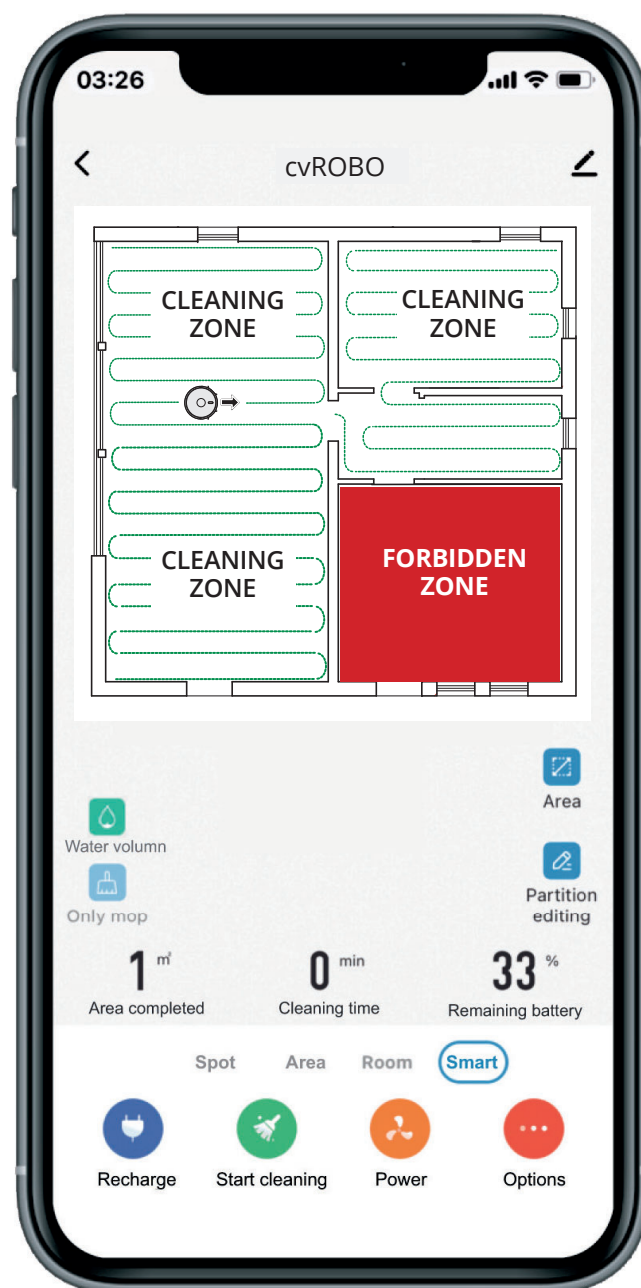 03:26
cvROBO
CLEANING
ZONE
CLEANING
ZONE
CLEANING
ZONE
FORBIDDEN
ZONE
Area
Water volumn
Partition
editing
Only mop
1 ㎡
Area completed
0 min
Cleaning time
33 %
Remaining battery
Spot Area Room Smart
Recharge Start cleaning Power Options